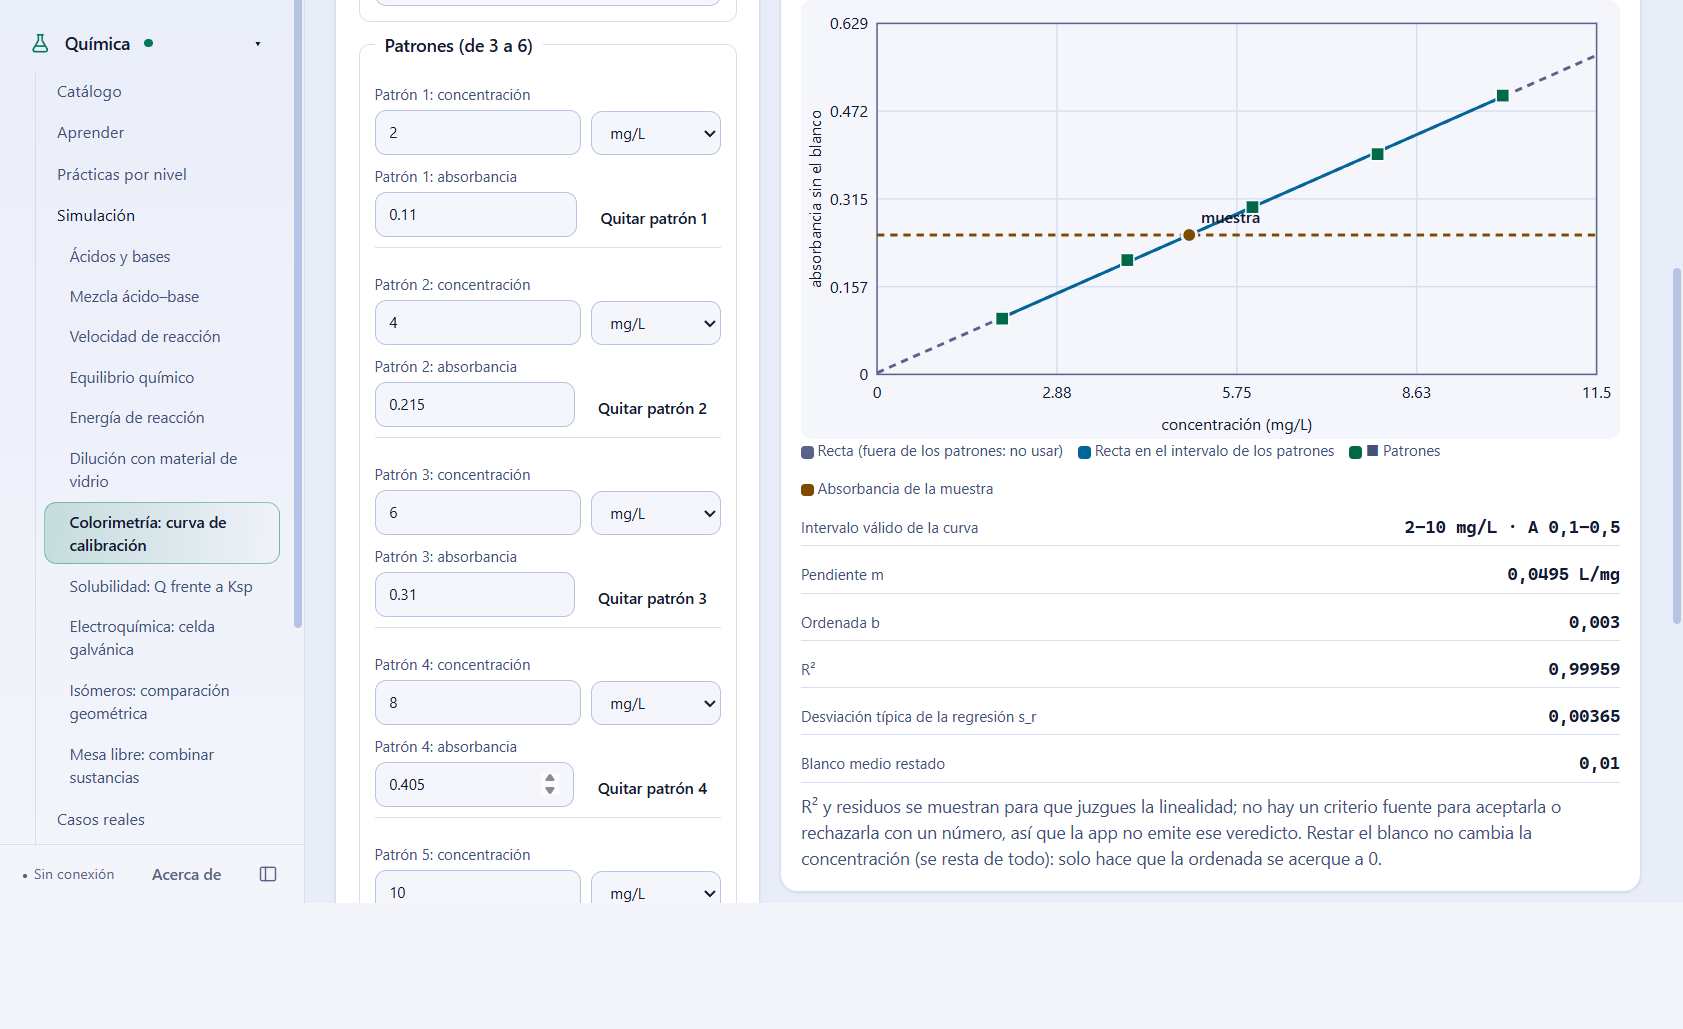 Química
Catálogo
Aprender
Prácticas por nivel
Simulación
Ácidos y bases
Mezcla ácido–base
Velocidad de reacción
Equilibrio químico
Energía de reacción
Dilución con material de
vidrio
Colorimetría: curva de
calibración
Solubilidad: Q frente a Ksp
Electroquímica: celda
galvánica
Isómeros: comparación
geométrica
Mesa libre: combinar
sustancias
Casos reales
Sin conexión
Acerca de
Patrones (de 3 a 6)
Patrón 1: concentración
2
mg/L
Patrón 1: absorbancia
0.11
Quitar patrón 1
Patrón 2: concentración
4
mg/L
Patrón 2: absorbancia
0.215
Quitar patrón 2
Patrón 3: concentración
6
mg/L
Patrón 3: absorbancia
0.31
Quitar patrón 3
Patrón 4: concentración
8
mg/L
Patrón 4: absorbancia
0.405
Quitar patrón 4
Patrón 5: concentración
10
mg/L
0.629
0.472
0.315
0.157
0
absorbancia sin el blanco
muestra
0
2.88
5.75
8.63
11.5
concentración (mg/L)
Recta (fuera de los patrones: no usar)
Recta en el intervalo de los patrones
Patrones
Absorbancia de la muestra
Intervalo válido de la curva
2–10 mg/L · A 0,1–0,5
Pendiente m
0,0495 L/mg
Ordenada b
0,003
R²
0,99959
Desviación típica de la regresión s_r
0,00365
Blanco medio restado
0,01
R² y residuos se muestran para que juzgues la linealidad; no hay un criterio fuente para aceptarla o
rechazarla con un número, así que la app no emite ese veredicto. Restar el blanco no cambia la
concentración (se resta de todo): solo hace que la ordenada se acerque a 0.